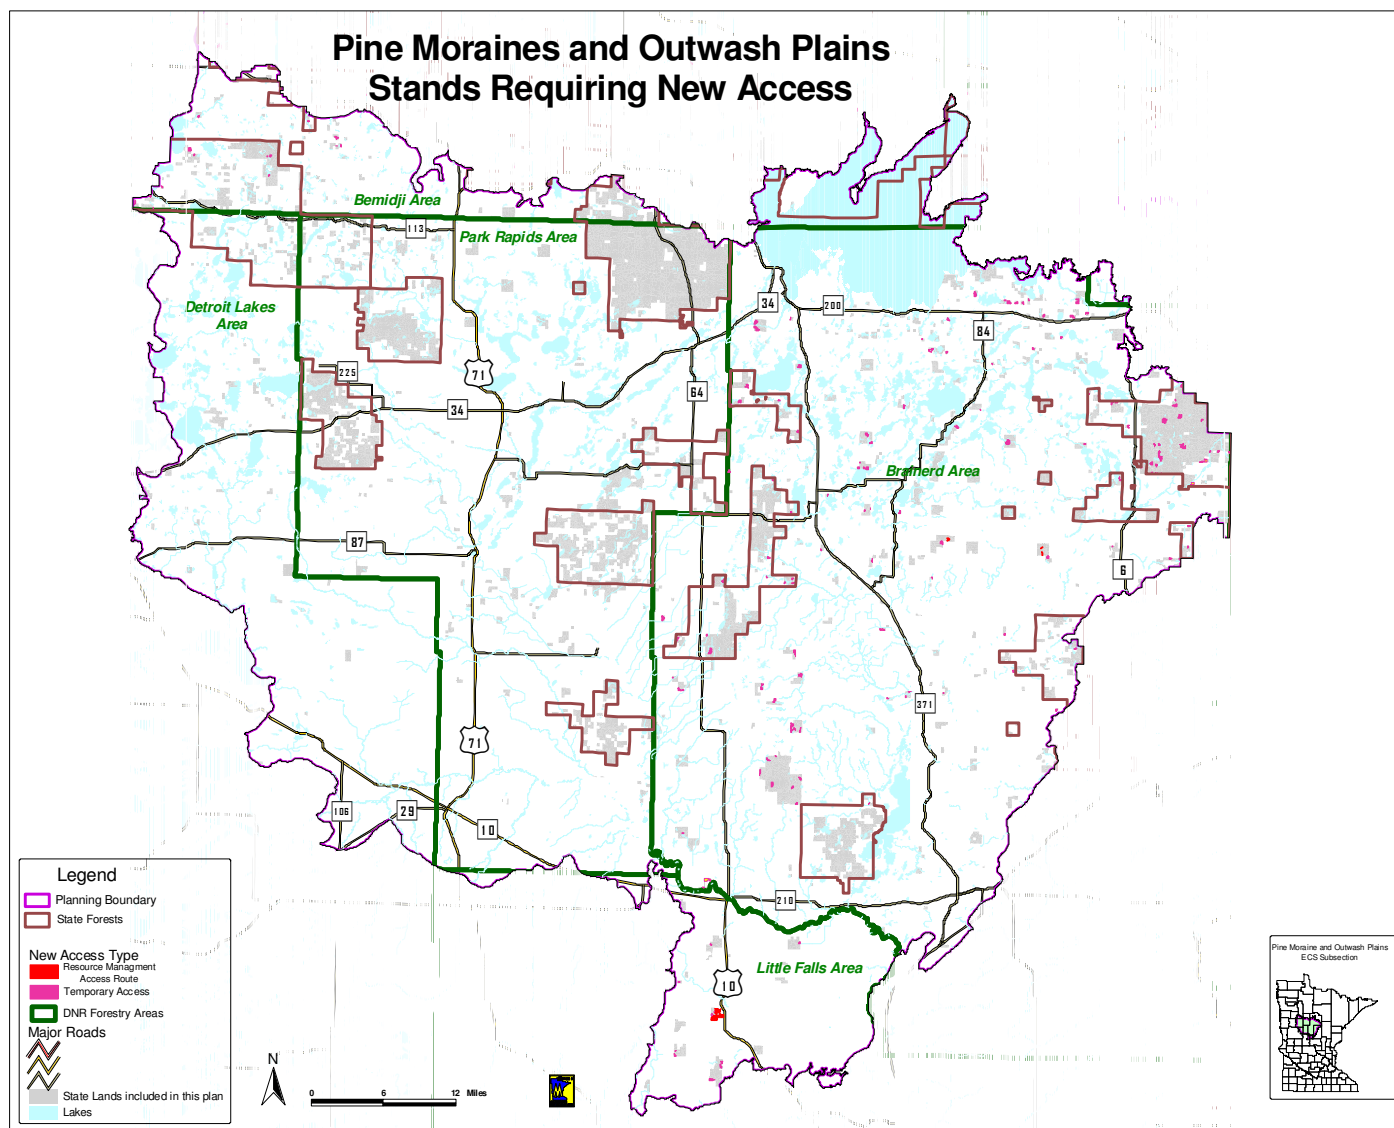 Pine Moraines and Outwash Plains
Stands Requiring New Access
Bemidji Area
113
Park Rapids Area
Detroit Lakes
Area
34
200
84
225
71
34
64
Brainerd Area
87
6
371
71
106
29
10
210
Little Falls Area
10
Legend
Planning Boundary
State Forests
New Access Type
Resource Managment
Access Route
Temporary Access
DNR Forestry Areas
Major Roads
State Lands included in this plan
Lakes
N
0 6 12 Miles
Pine Moraine and Outwash Plains
ECS Subsection